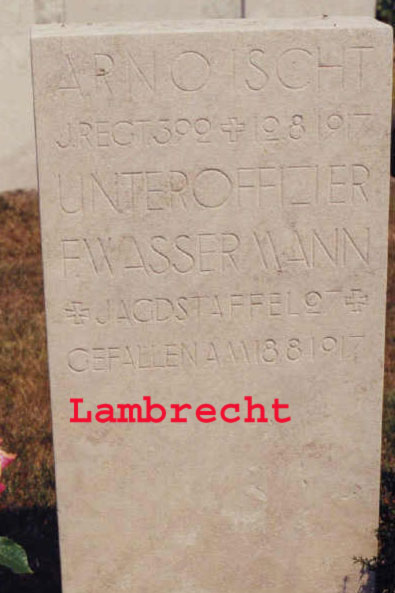 ARNO ISCHT
J.REGT.392 ✠ 12.8.1917
UNTEROFFIZIER
F.WASSERMANN
✠ JAGDSTAFFEL 27 ✠
GEFALLEN AM 18.8.1917
Lambrecht